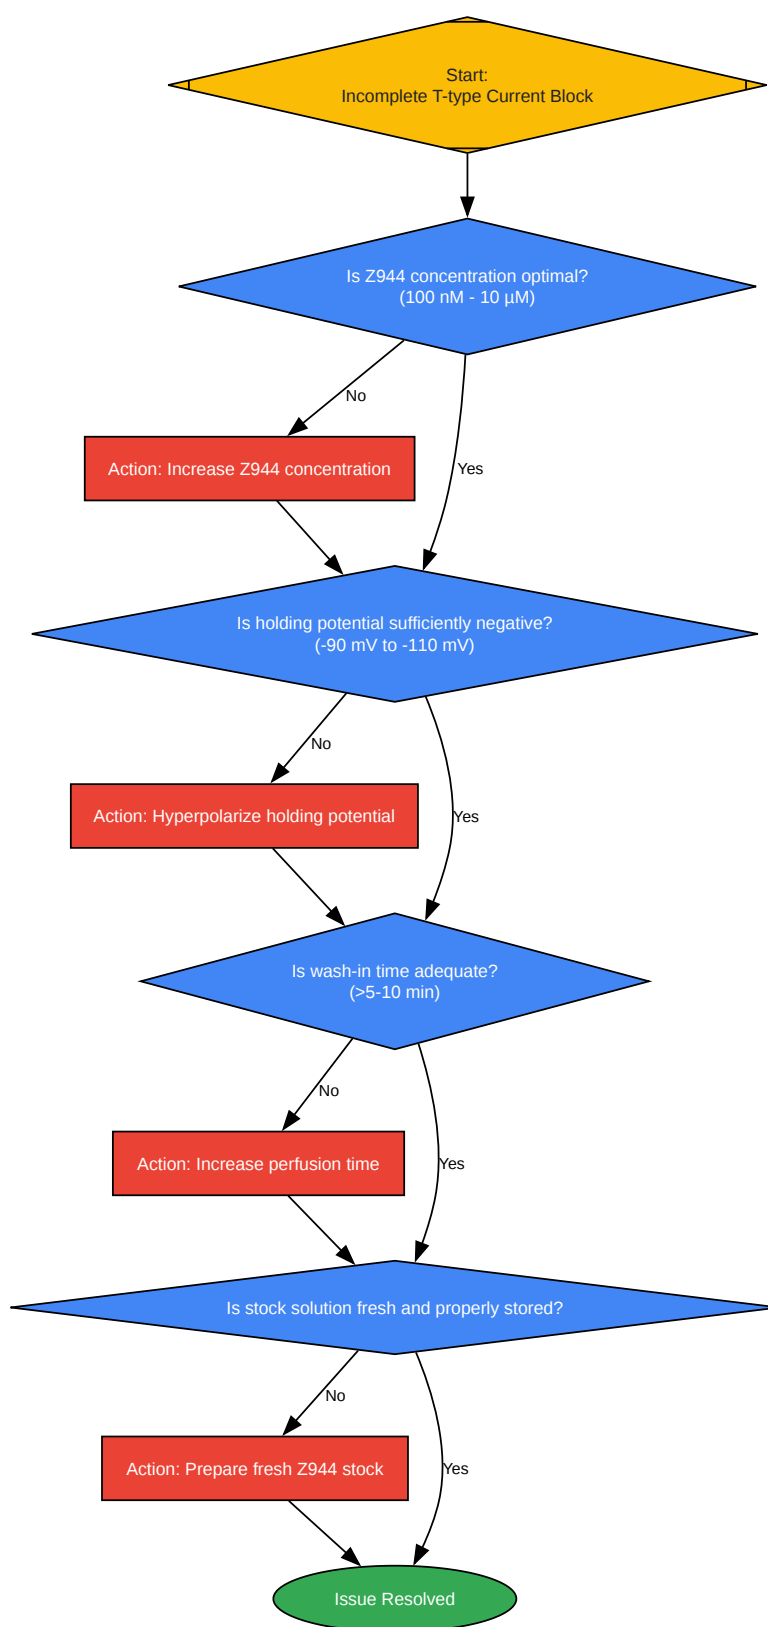 Start:
Incomplete T-type Current Block
Is Z944 concentration optimal?
(100 nM - 10 µM)
No
Yes
Action: Increase Z944 concentration
Is holding potential sufficiently negative?
(-90 mV to -110 mV)
No
Yes
Action: Hyperpolarize holding potential
Is wash-in time adequate?
(>5-10 min)
No
Yes
Action: Increase perfusion time
Is stock solution fresh and properly stored?
No
Yes
Action: Prepare fresh Z944 stock
Issue Resolved